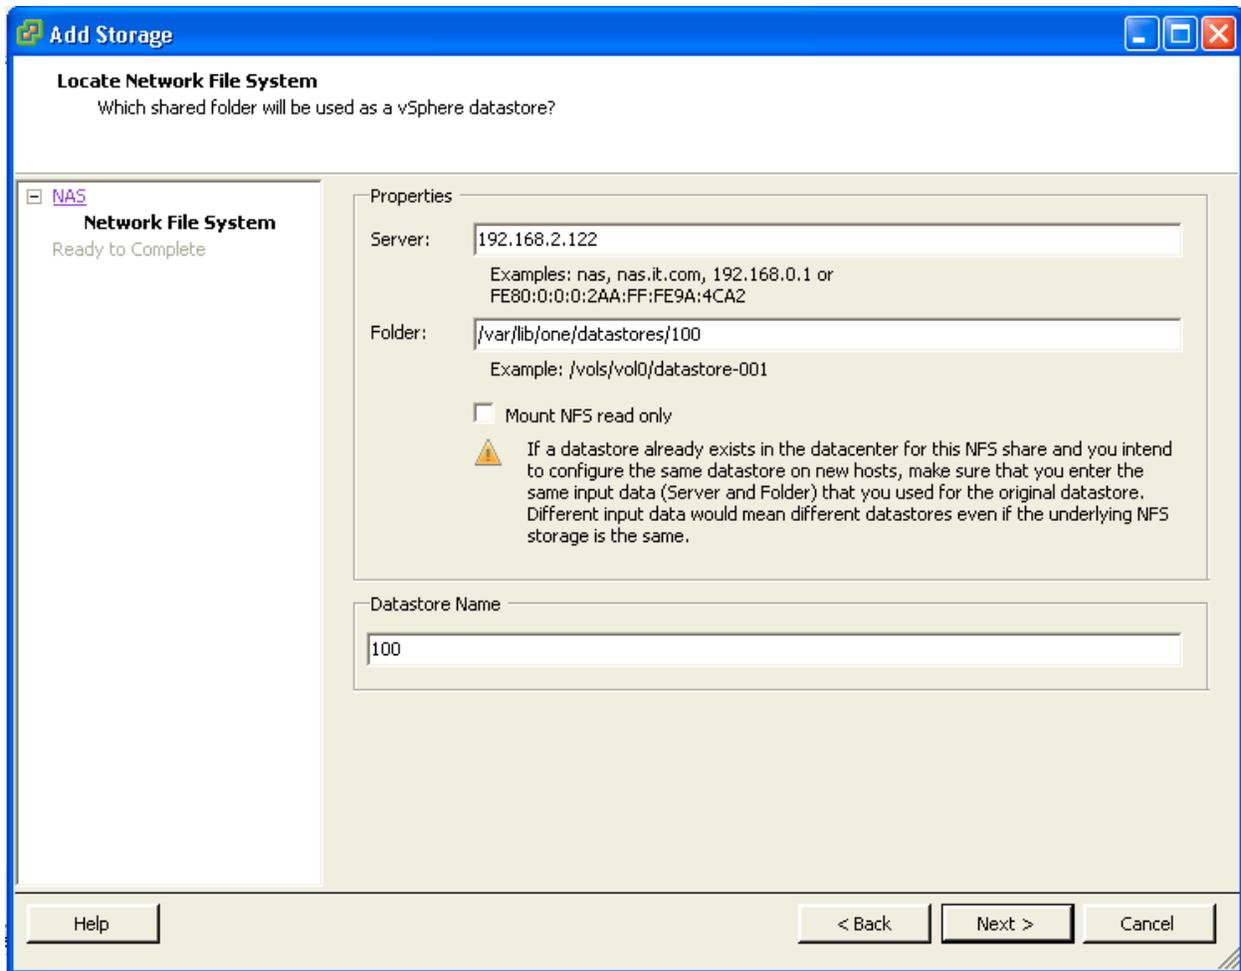 Add Storage
Locate Network File System
Which shared folder will be used as a vSphere datastore?
NAS
Network File System
Ready to Complete
Properties
Server: 192.168.2.122
Examples: nas, nas.it.com, 192.168.0.1 or
FE80:0:0:0:2AA:FF:FE9A:4CA2
Folder: /var/lib/one/datastores/100
Example: /vols/vol0/datastore-001
Mount NFS read only
If a datastore already exists in the datacenter for this NFS share and you intend
to configure the same datastore on new hosts, make sure that you enter the
same input data (Server and Folder) that you used for the original datastore.
Different input data would mean different datastores even if the underlying NFS
storage is the same.
Datastore Name
100
Help
< Back
Next >
Cancel